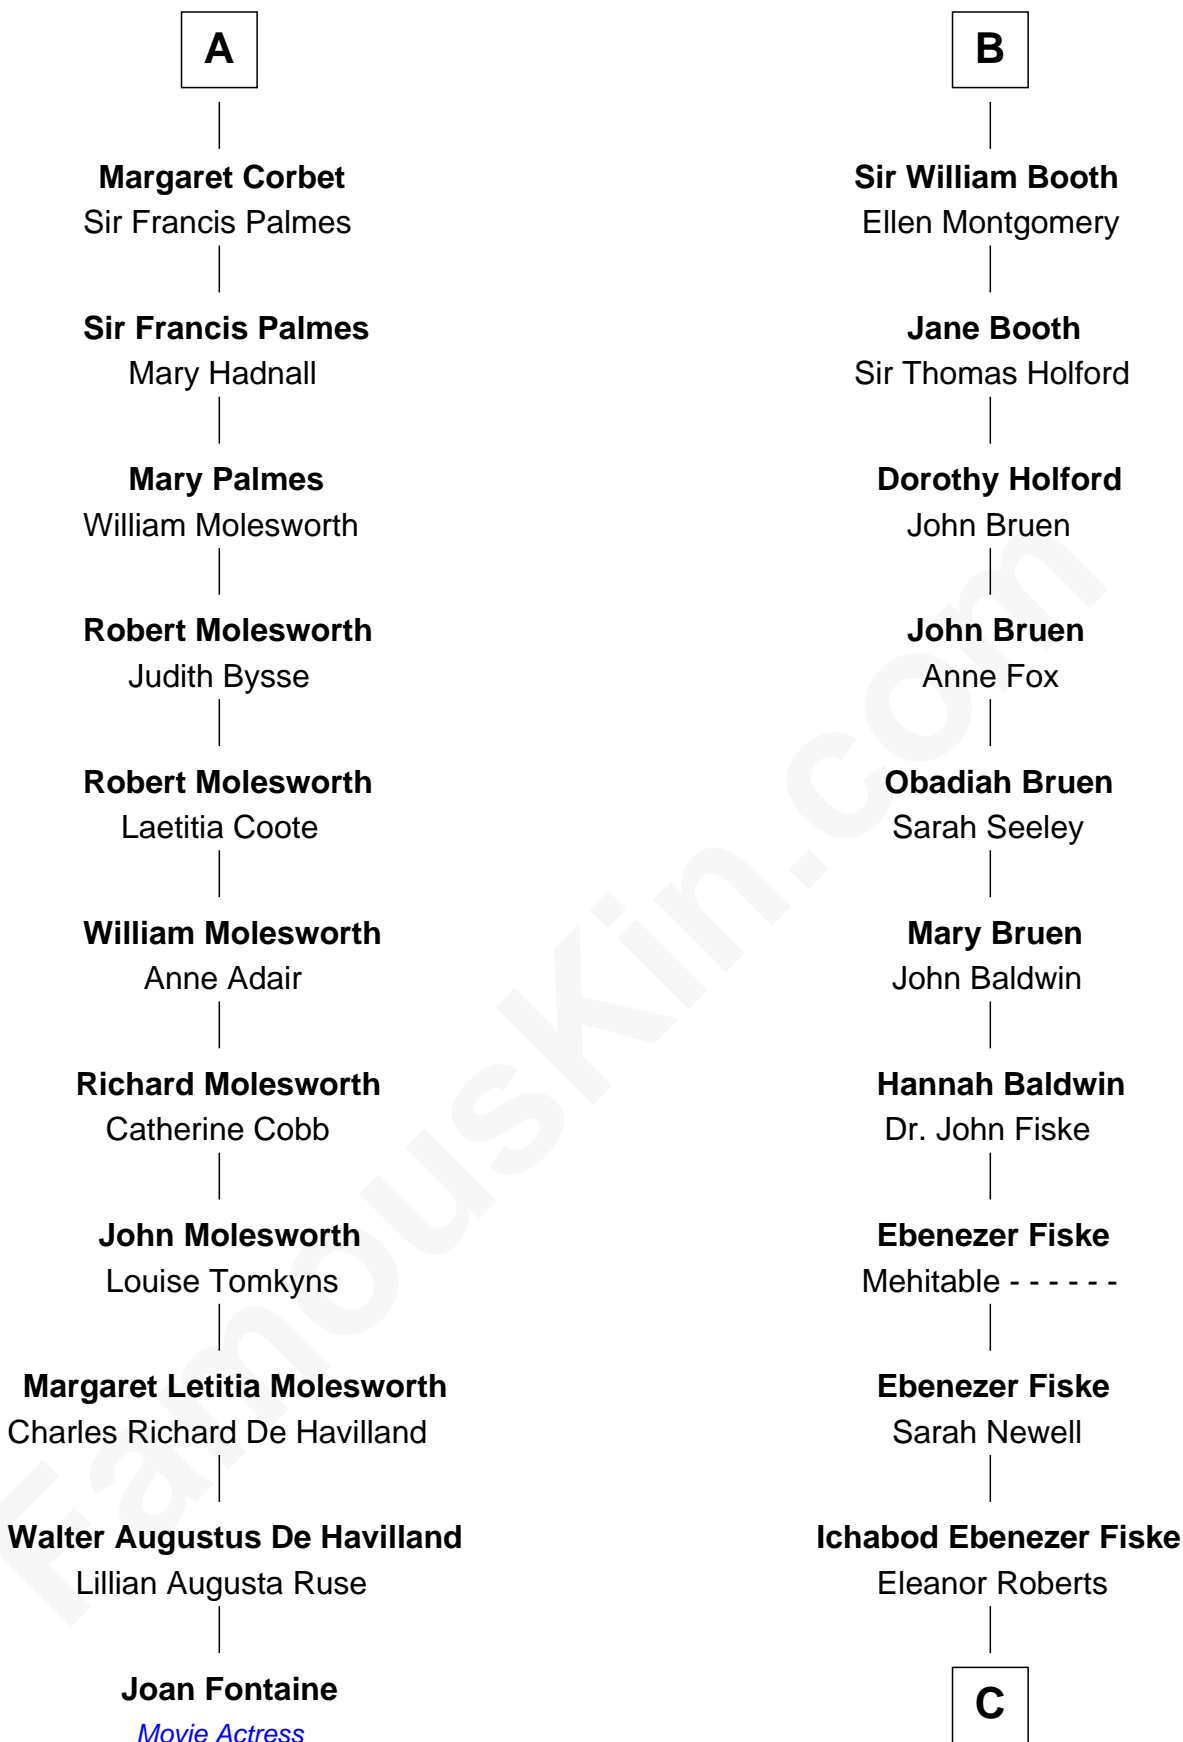 A
Margaret Corbet
Sir Francis Palmes
Sir Francis Palmes
Mary Hadnall
Mary Palmes
William Molesworth
Robert Molesworth
Judith Bysse
Robert Molesworth
Laetitia Coote
William Molesworth
Anne Adair
Richard Molesworth
Catherine Cobb
John Molesworth
Louise Tomkyns
Margaret Letitia Molesworth
Charles Richard De Havilland
Walter Augustus De Havilland
Lillian Augusta Ruse
Joan Fontaine
Movie Actress
B
Sir William Booth
Ellen Montgomery
Jane Booth
Sir Thomas Holford
Dorothy Holford
John Bruen
John Bruen
Anne Fox
Obadiah Bruen
Sarah Seeley
Mary Bruen
John Baldwin
Hannah Baldwin
Dr. John Fiske
Ebenezer Fiske
Mehitable - - - - - -
Ebenezer Fiske
Sarah Newell
Ichabod Ebenezer Fiske
Eleanor Roberts
C
FamousKin.com